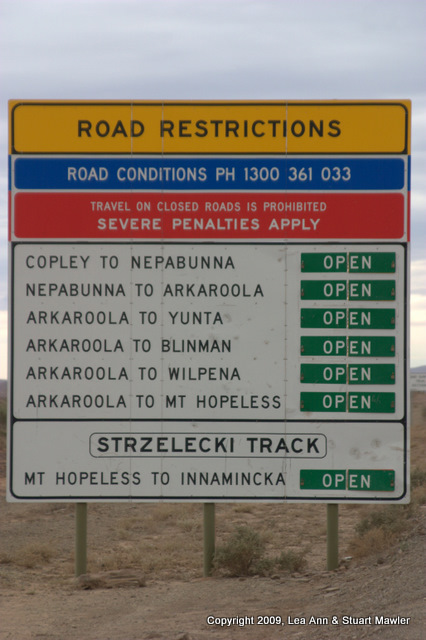 ROAD RESTRICTIONS
ROAD CONDITIONS PH 1300 361 033
TRAVEL ON CLOSED ROADS IS PROHIBITED
SEVERE PENALTIES APPLY
COPLEY TO NEPABUNNA OPEN
NEPABUNNA TO ARKAROOLA OPEN
ARKAROOLA TO YUNTA OPEN
ARKAROOLA TO BLINMAN OPEN
ARKAROOLA TO WILPENA OPEN
ARKAROOLA TO MT HOPELESS OPEN
STRZELECKI TRACK
MT HOPELESS TO INNAMINCKA OPEN
Copyright 2009, Lea Ann & Stuart Mawler